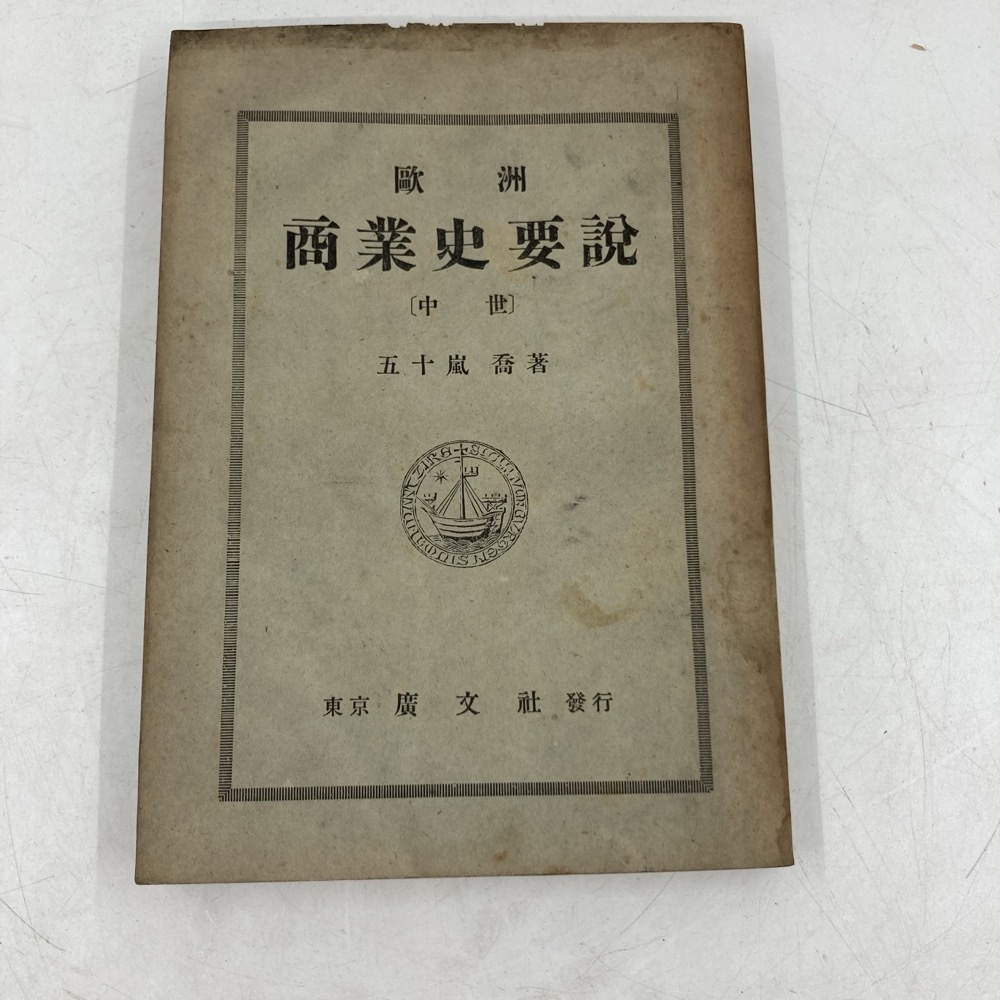 歐洲
商業史要說
〔中世〕
五十嵐 喬著
東京 廣文社 發行